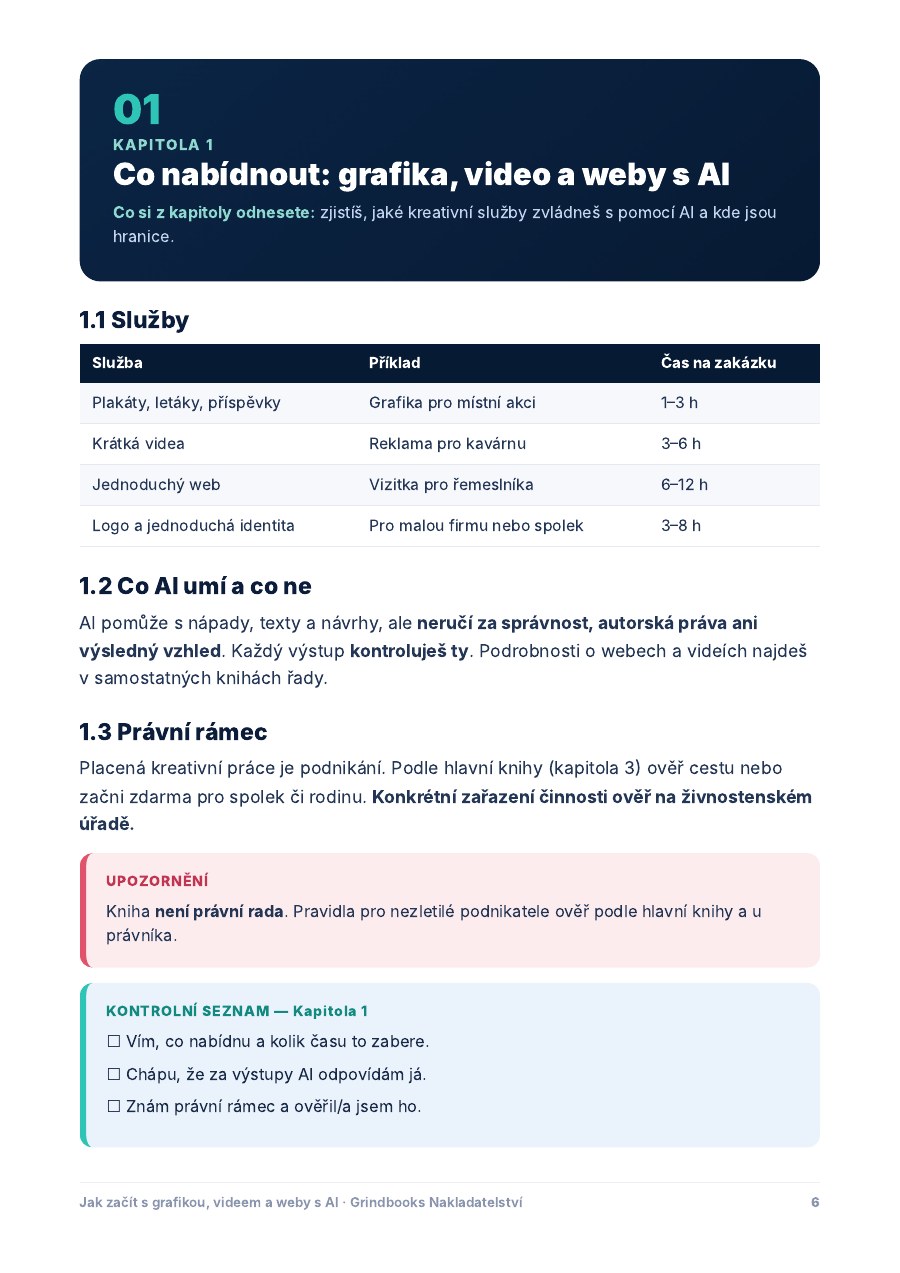 01
KAPITOLA 1
Co nabídnout: grafika, video a weby s AI
Co si z kapitoly odnesete: zjistíš, jaké kreativní služby zvládneš s pomocí AI a kde jsou
hranice.
1.1 Služby
Služba Příklad Čas na zakázku
Plakáty, letáky, příspěvky Grafika pro místní akci 1–3 h
Krátká videa Reklama pro kavárnu 3–6 h
Jednoduchý web Vizitka pro řemeslníka 6–12 h
Logo a jednoduchá identita Pro malou firmu nebo spolek 3–8 h
1.2 Co AI umí a co ne
AI pomůže s nápady, texty a návrhy, ale neručí za správnost, autorská práva ani
výsledný vzhled. Každý výstup kontroluješ ty. Podrobnosti o webech a videích najdeš
v samostatných knihách řady.
1.3 Právní rámec
Placená kreativní práce je podnikání. Podle hlavní knihy (kapitola 3) ověř cestu nebo
začni zdarma pro spolek či rodinu. Konkrétní zařazení činnosti ověř na živnostenském
úřadě.
UPOZORNĚNÍ
Kniha není právní rada. Pravidla pro nezletilé podnikatele ověř podle hlavní knihy a u
právníka.
KONTROLNÍ SEZNAM — Kapitola 1
☐ Vím, co nabídnu a kolik času to zabere.
☐ Chápu, že za výstupy AI odpovídám já.
☐ Znám právní rámec a ověřil/a jsem ho.
Jak začít s grafikou, videem a weby s AI · Grindbooks Nakladatelství 6